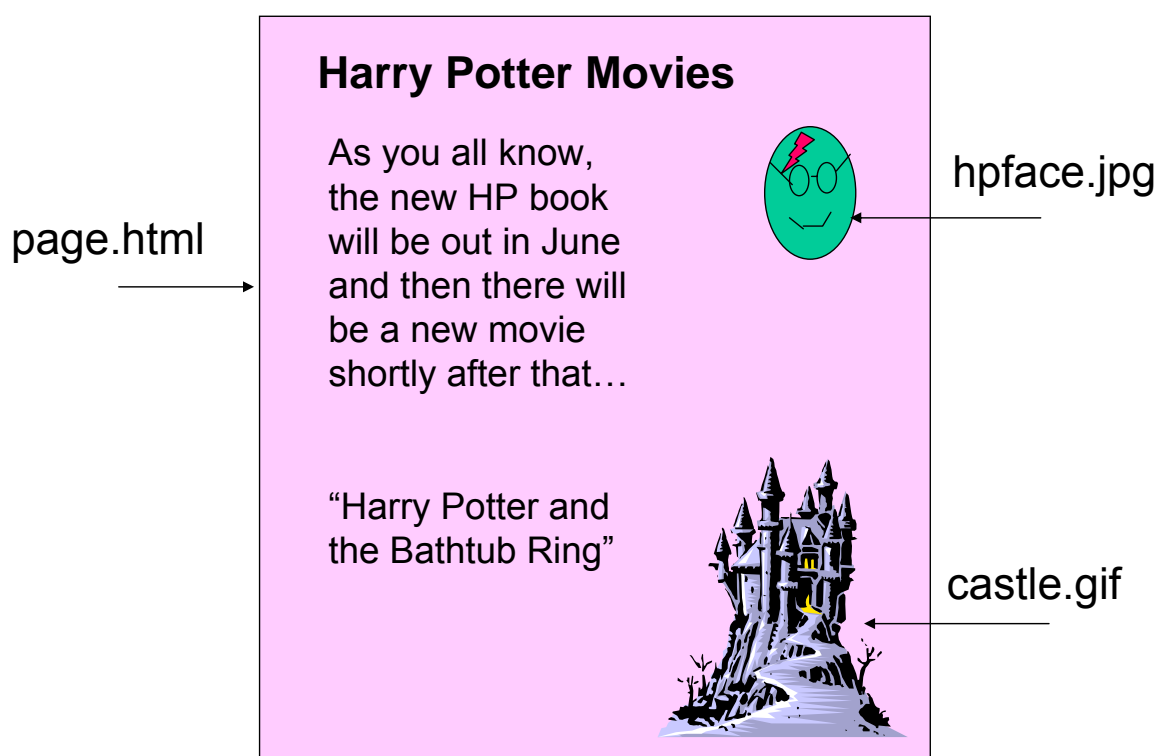 Harry Potter Movies
As you all know,
the new HP book
will be out in June
and then there will
be a new movie
shortly after that…
“Harry Potter and
the Bathtub Ring”
page.html
hpface.jpg
castle.gif